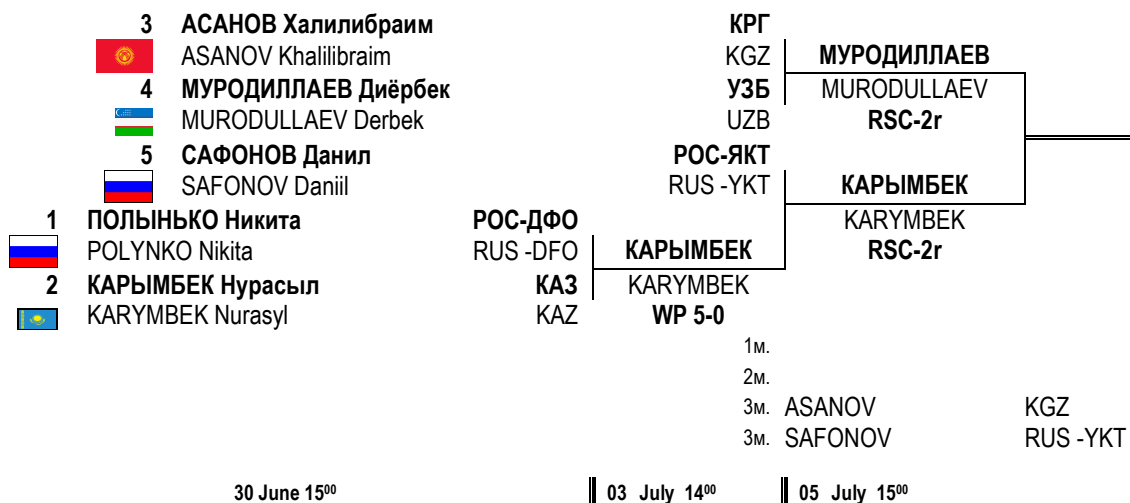 3 АСАНОВ Халилибраим КРГ
ASANOV Khalilibraim KGZ МУРОДИЛЛАЕВ
4 МУРОДИЛЛАЕВ Диёрбек УЗБ MURODULLAEV
MURODULLAEV Derbek UZB RSC-2r
5 САФОНОВ Данил РОС-ЯКТ
SAFONOV Daniil RUS -YKT КАРЫМБЕК
1 ПОЛЫНЬКО Никита РОС-ДФО KARYMBEK
POLYNKO Nikita RUS -DFO КАРЫМБЕК RSC-2r
2 КАРЫМБЕК Нурасыл КАЗ KARYMBEK
KARYMBEK Nurasyl KAZ WP 5-0
1м.
2м.
3м. ASANOV KGZ
3м. SAFONOV RUS -YKT
30 June 15⁰⁰ 03 July 14⁰⁰ 05 July 15⁰⁰